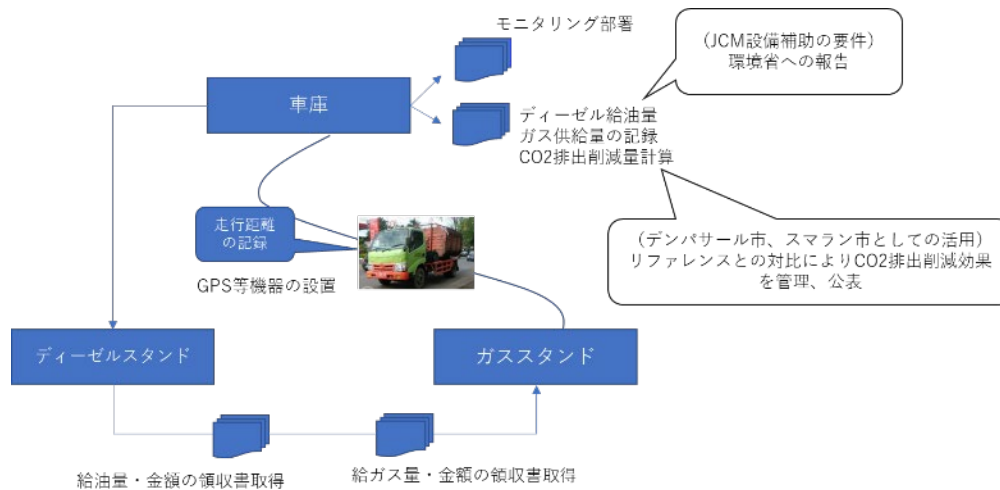 モニタリング部署
(JCM設備補助の要件)
環境省への報告
車庫
ディーゼル給油量
ガス供給量の記録
CO2排出削減量計算
走行距離
の記録
GPS等機器の設置
(デンパサール市、スマラン市としての活用)
リファレンスとの対比によりCO2排出削減効果
を管理、公表
ディーゼルスタンド
ガススタンド
給油量・金額の領収書取得
給ガス量・金額の領収書取得